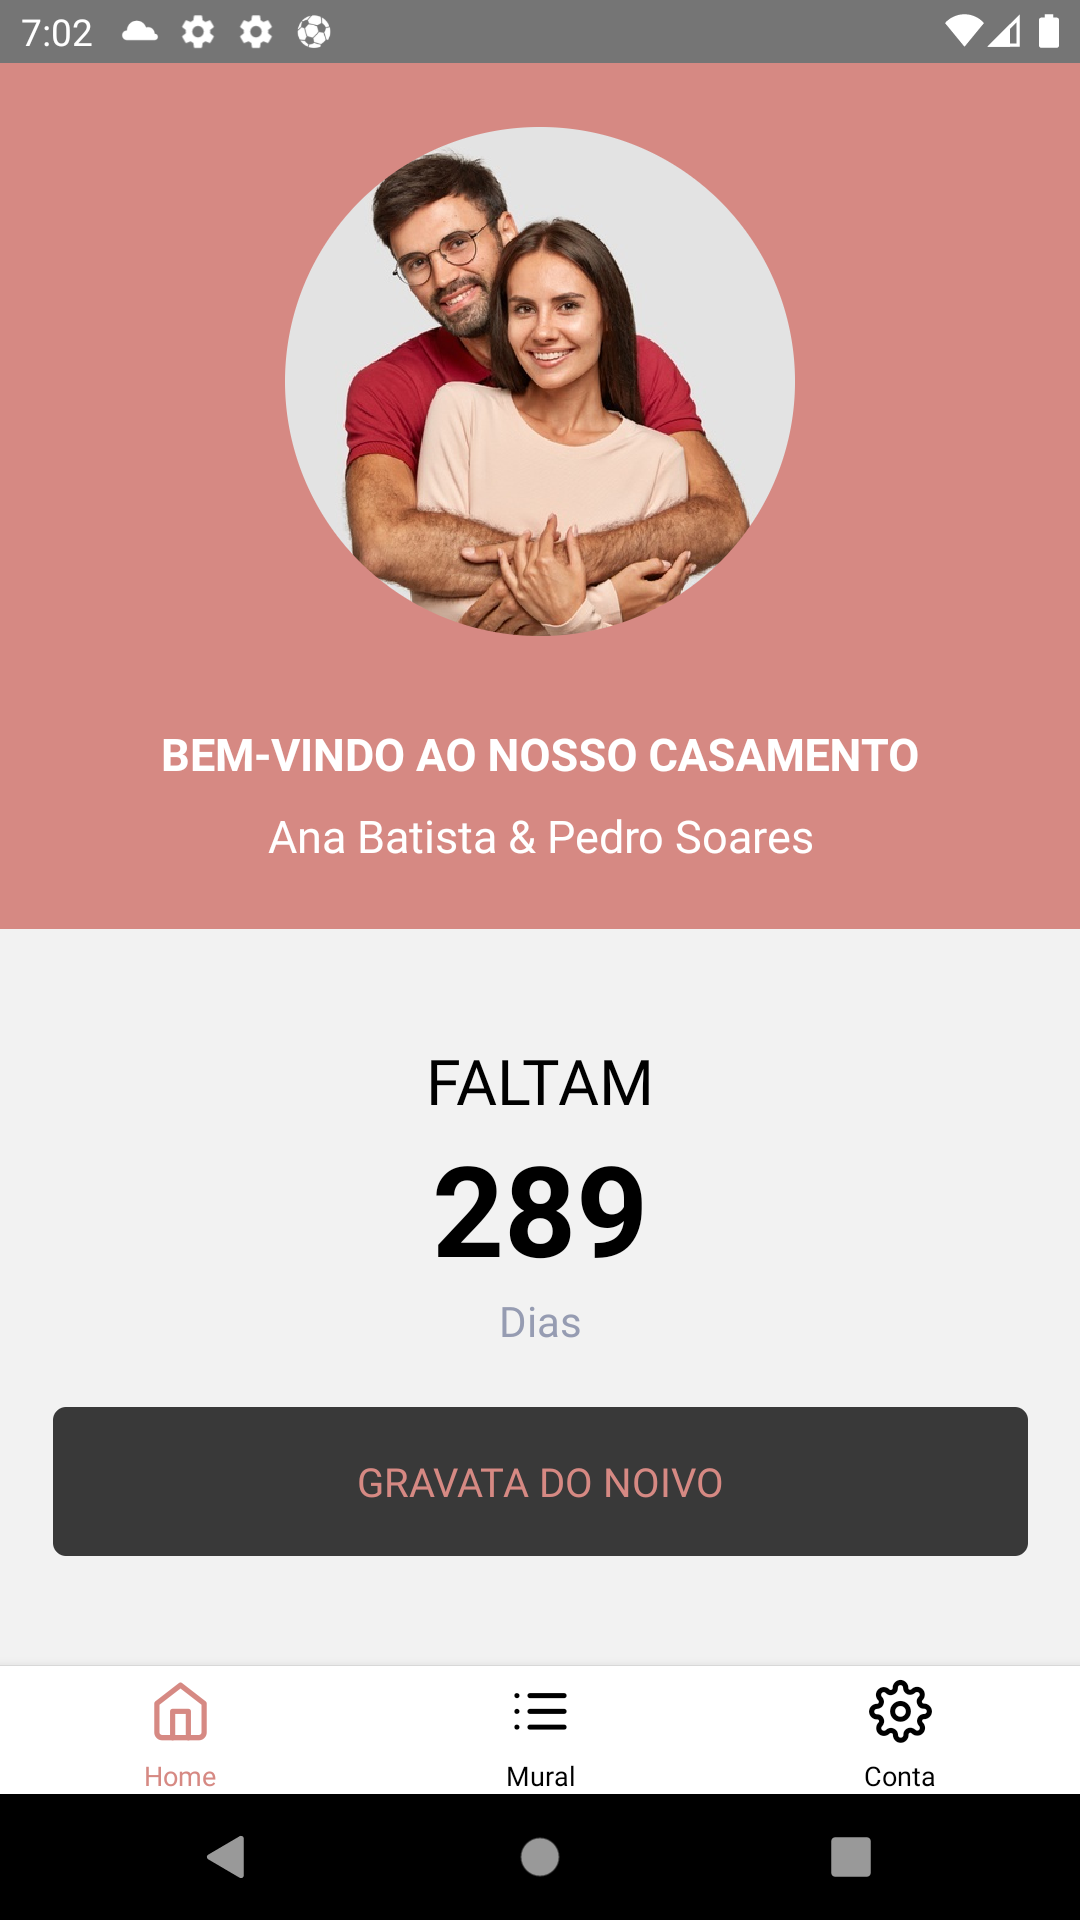 7:02
BEM-VINDO AO NOSSO CASAMENTO
Ana Batista & Pedro Soares
FALTAM
289
Dias
GRAVATA DO NOIVO
Home
Mural
Conta